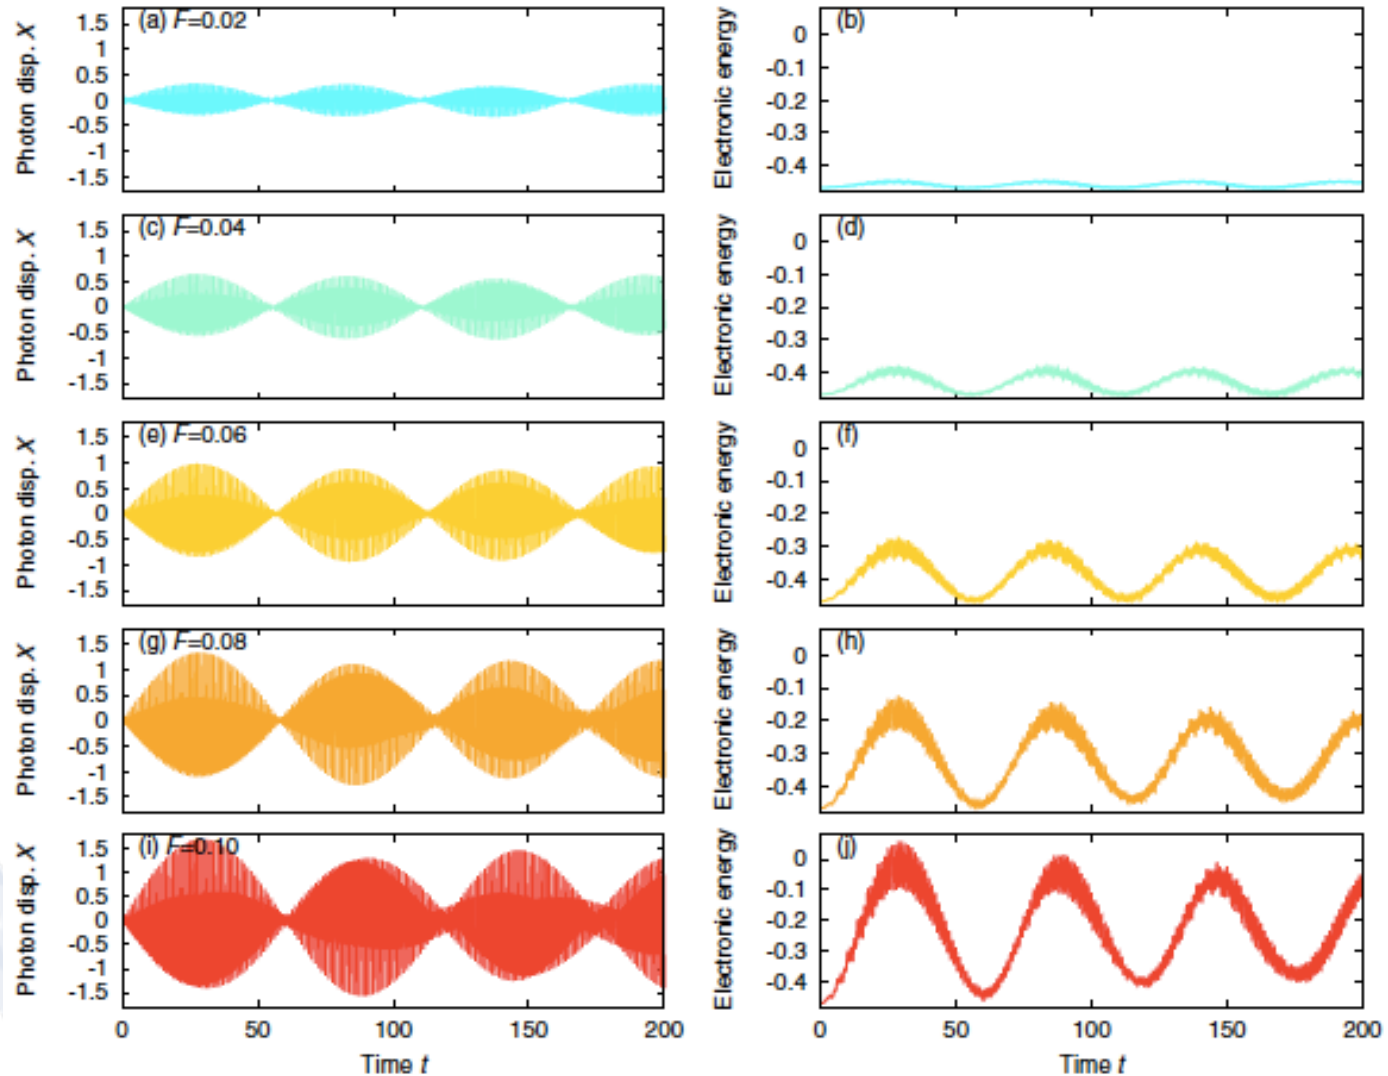 Photon disp. X
1.5
1
0.5
0
-0.5
-1
-1.5
(a) F=0.02
Electronic energy
0
-0.1
-0.2
-0.3
-0.4
(b)
Photon disp. X
1.5
1
0.5
0
-0.5
-1
-1.5
(c) F=0.04
Electronic energy
0
-0.1
-0.2
-0.3
-0.4
(d)
Photon disp. X
1.5
1
0.5
0
-0.5
-1
-1.5
(e) F=0.06
Electronic energy
0
-0.1
-0.2
-0.3
-0.4
(f)
Photon disp. X
1.5
1
0.5
0
-0.5
-1
-1.5
(g) F=0.08
Electronic energy
0
-0.1
-0.2
-0.3
-0.4
(h)
Photon disp. X
1.5
1
0.5
0
-0.5
-1
-1.5
(i) F=0.10
Electronic energy
0
-0.1
-0.2
-0.3
-0.4
(j)
0 50 100 150 200
Time t
0 50 100 150 200
Time t